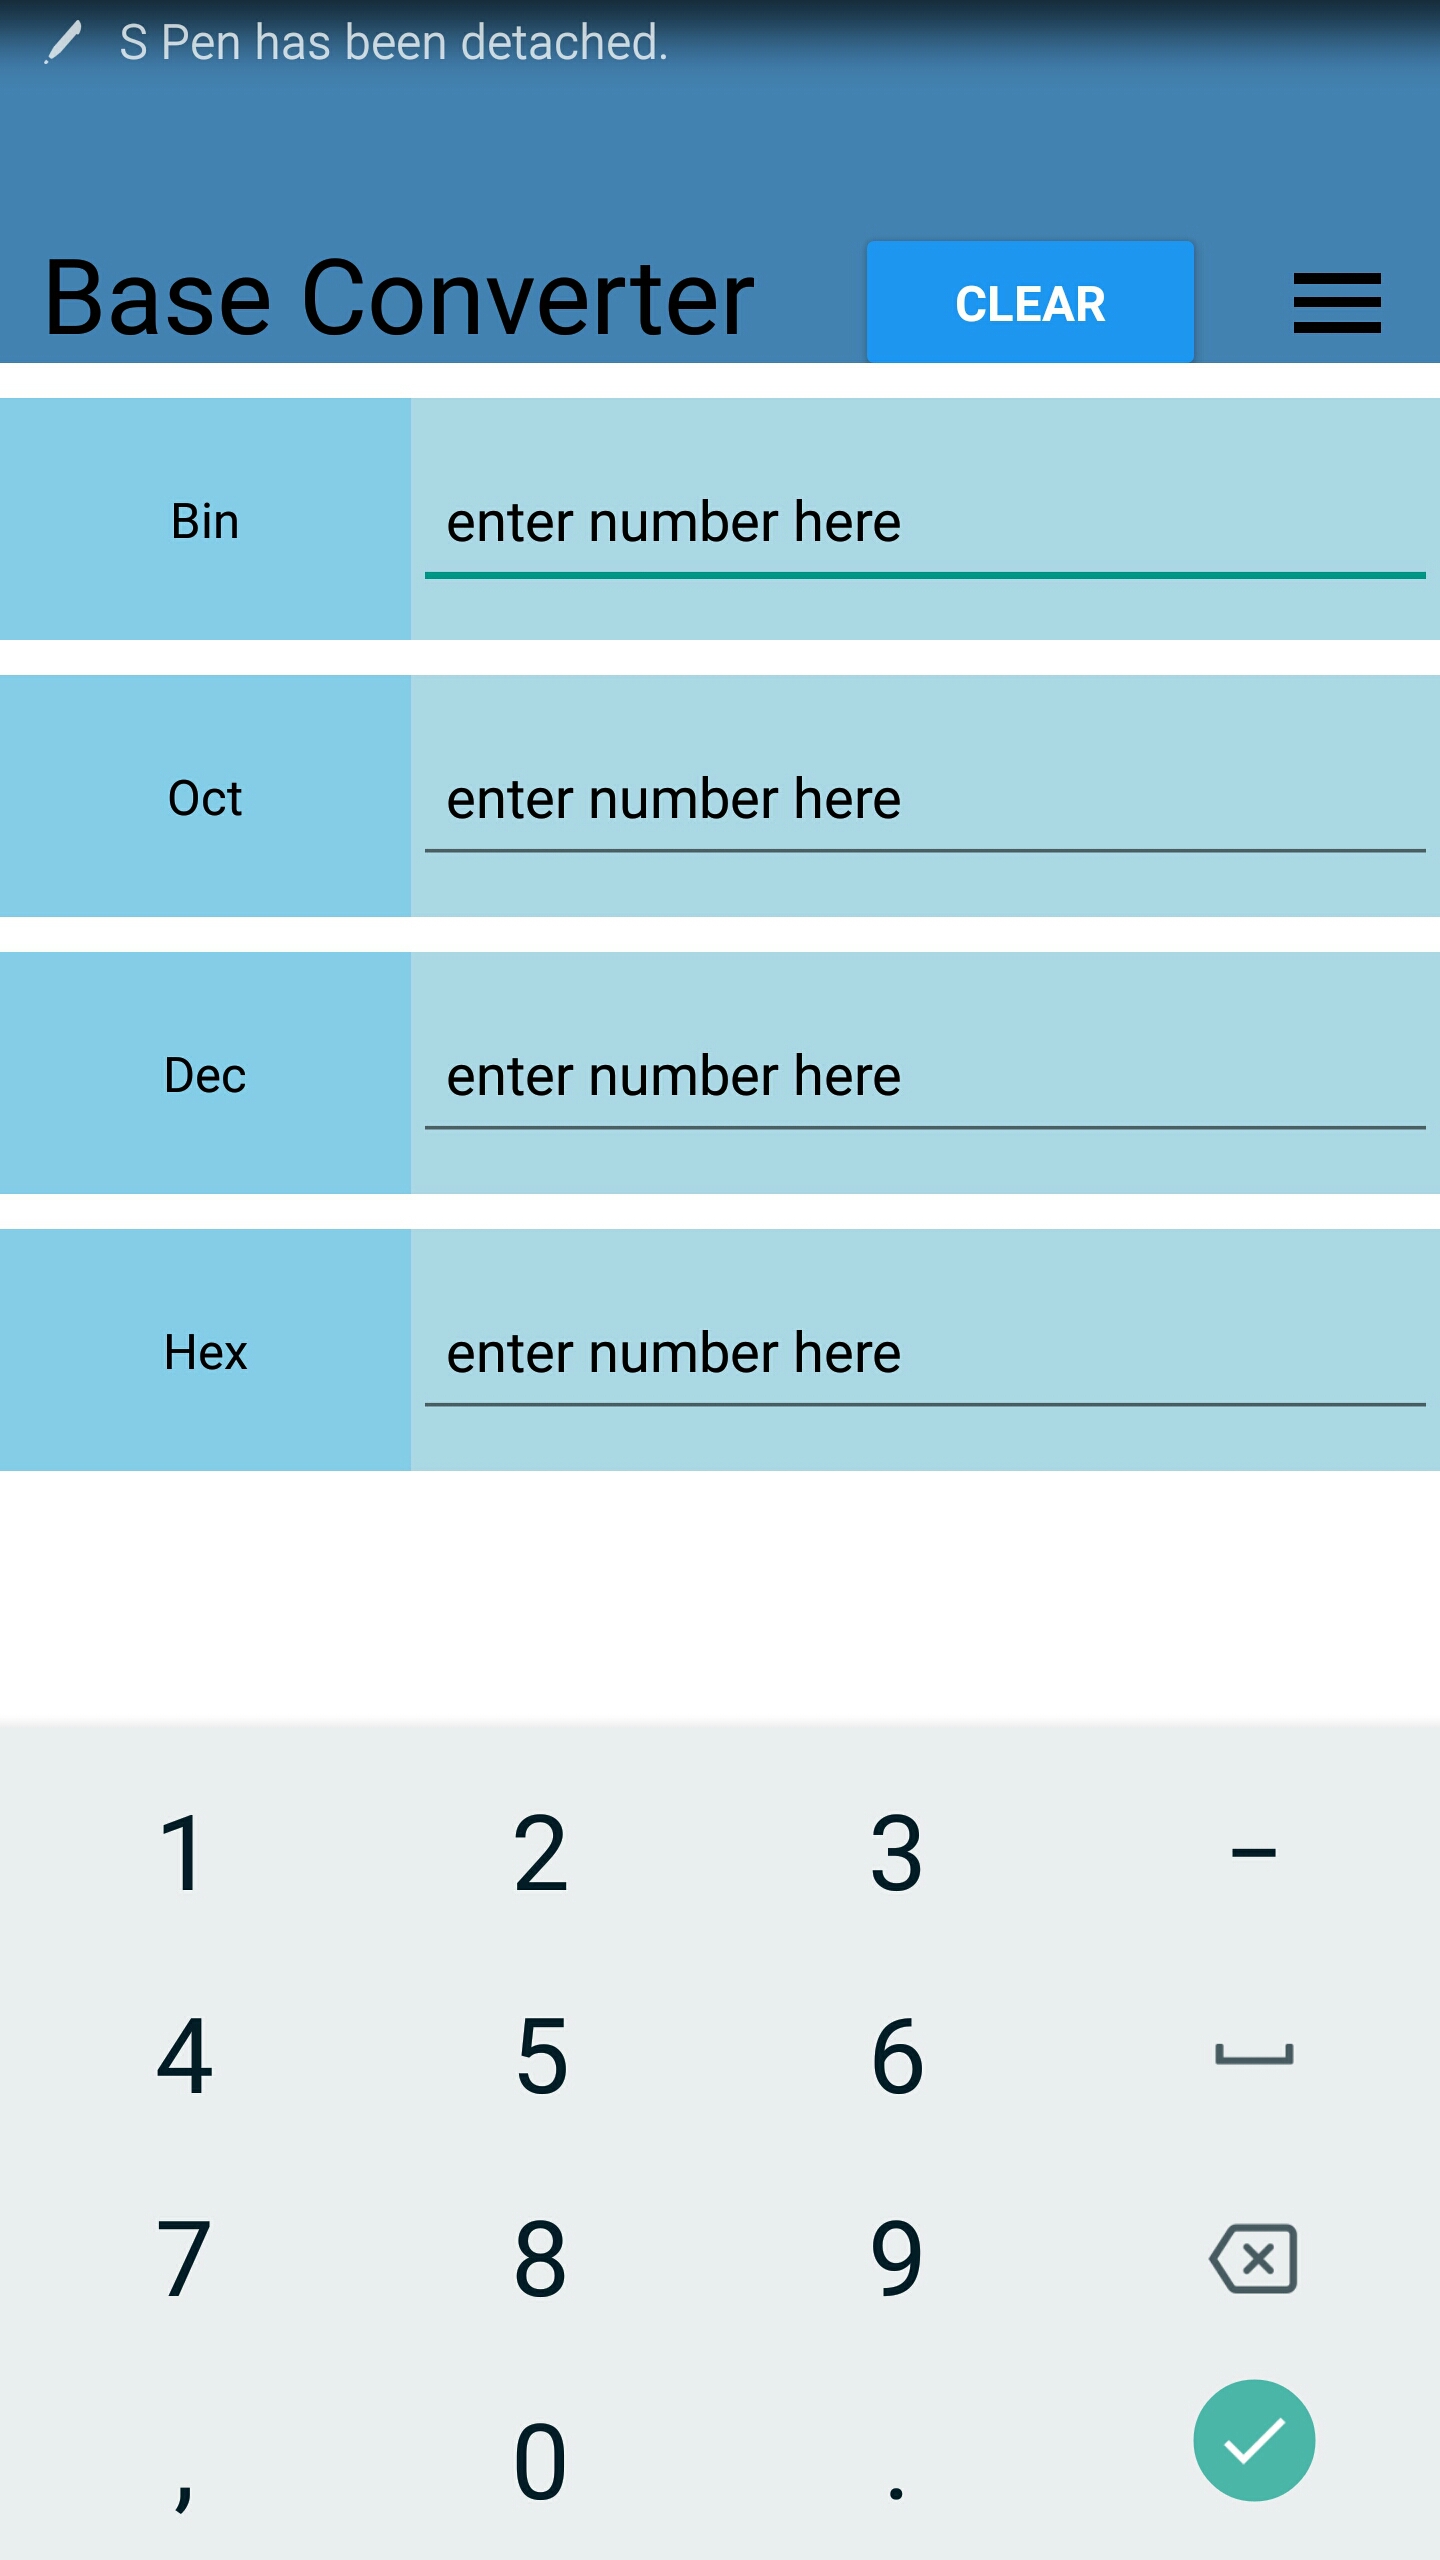 S Pen has been detached.
Base Converter CLEAR
Bin enter number here
Oct enter number here
Dec enter number here
Hex enter number here
1 2 3 –
4 5 6
7 8 9
, 0 .